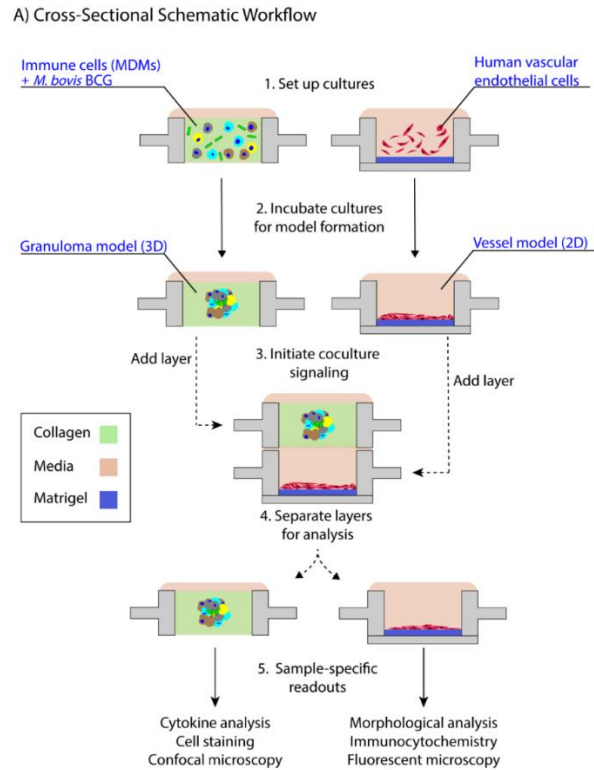 A) Cross-Sectional Schematic Workflow
Immune cells (MDMs)
+ M. bovis BCG
1. Set up cultures
Human vascular
endothelial cells
2. Incubate cultures
for model formation
Granuloma model (3D)
Vessel model (2D)
3. Initiate coculture
signaling
Add layer
Add layer
Collagen
Media
Matrigel
4. Separate layers
for analysis
5. Sample-specific
readouts
Cytokine analysis
Cell staining
Confocal microscopy
Morphological analysis
Immunocytochemistry
Fluorescent microscopy